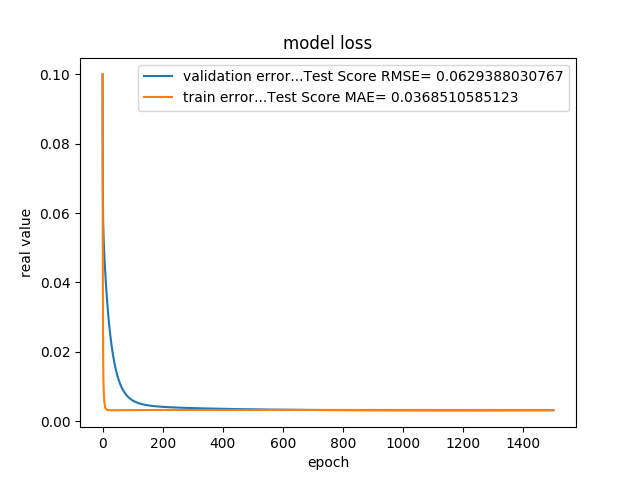 model loss
validation error...Test Score RMSE= 0.0629388030767
train error...Test Score MAE= 0.0368510585123
0.10
0.08
0.06
0.04
0.02
0.00
real value
0 200 400 600 800 1000 1200 1400
epoch